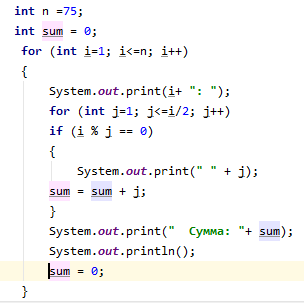 int n =75;
int sum = 0;
for (int i=1; i<=n; i++)
{
System.out.print(i+ ": ");
for (int j=1; j<=i/2; j++)
if (i % j == 0)
{
System.out.print(" " + j);
sum = sum + j;
}
System.out.print("  Сумма: "+ sum);
System.out.println();
sum = 0;
}